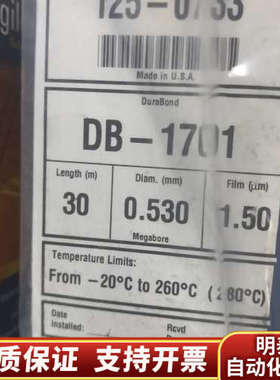 125-0733
Made in U.S.A.
DuraBond
DB-1701
Length (m)
Diam. (mm)
Film (µm)
30
0.530
1.50
Megabore
Temperature Limits:
From -20°C to 260°C (280°C)
Date
Installed:
Rcvd
质保证 支持开票
自动化